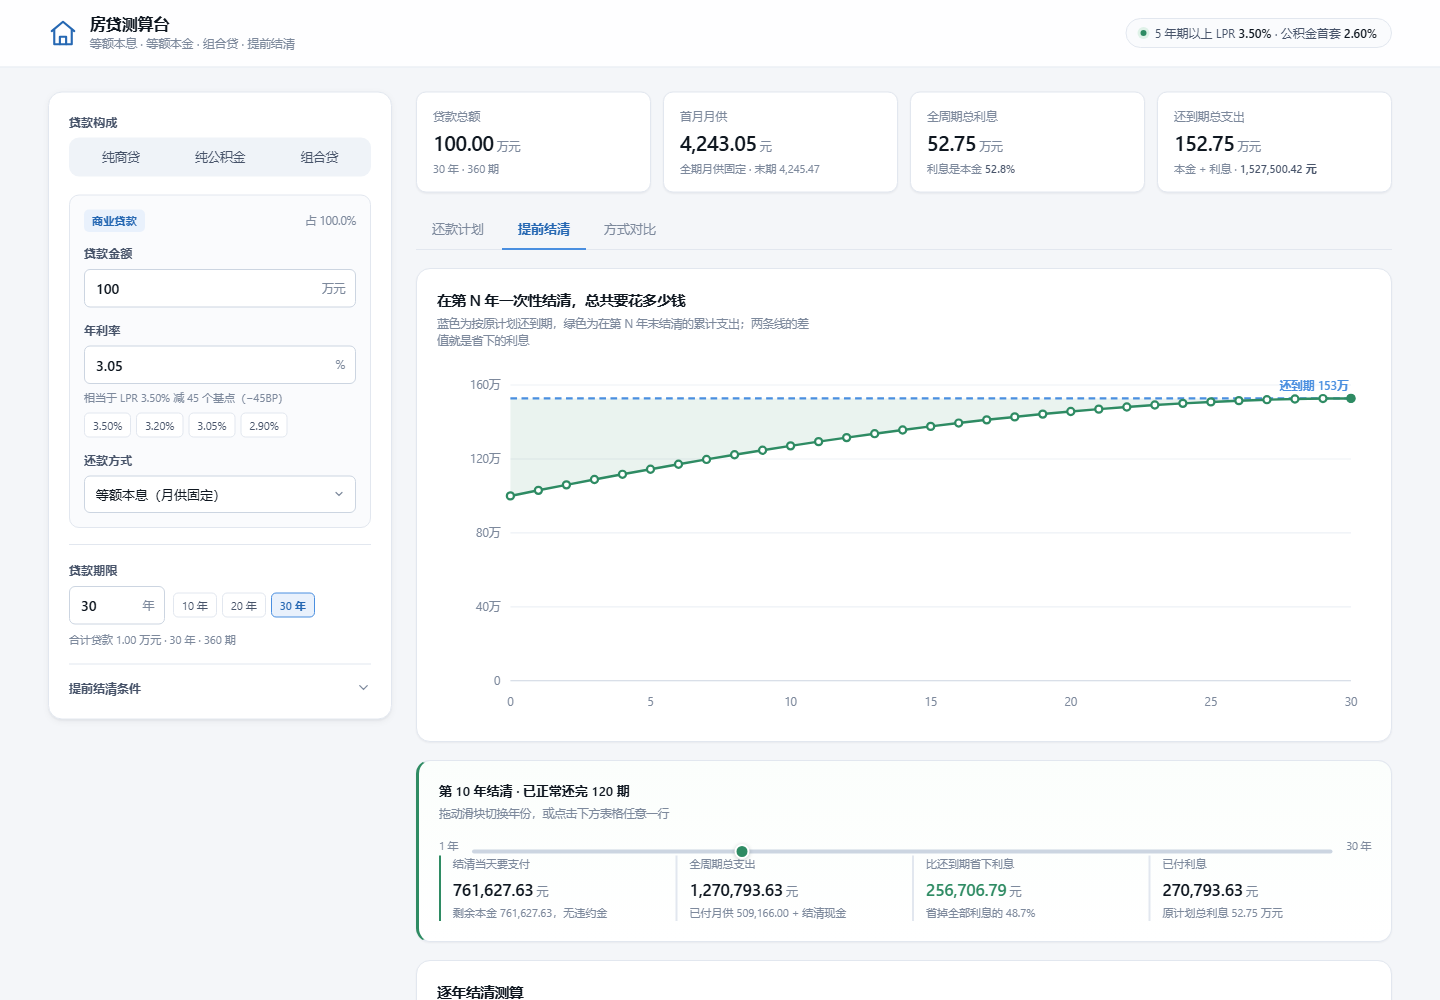 房贷测算台
等额本息 · 等额本金 · 组合贷 · 提前结清
5 年期以上 LPR 3.50% · 公积金首套 2.60%
贷款构成
纯商贷 纯公积金 组合贷
商业贷款 占 100.0%
贷款金额
100 万元
年利率
3.05 %
相当于 LPR 3.50% 减 45 个基点（−45BP）
3.50% 3.20% 3.05% 2.90%
还款方式
等额本息（月供固定）
贷款期限
30 年 10 年 20 年 30 年
合计贷款 1.00 万元 · 30 年 · 360 期
提前结清条件
贷款总额
100.00 万元
30 年 · 360 期
首月月供
4,243.05 元
全期月供固定 · 末期 4,245.47
全周期总利息
52.75 万元
利息是本金 52.8%
还到期总支出
152.75 万元
本金 + 利息 · 1,527,500.42 元
还款计划 提前结清 方式对比
在第 N 年一次性结清，总共要花多少钱
蓝色为按原计划还到期，绿色为在第 N 年末结清的累计支出；两条线的差
值就是省下的利息
还到期 153万
160万
120万
80万
40万
0
0 5 10 15 20 25 30
第 10 年结清 · 已正常还完 120 期
拖动滑块切换年份，或点击下方表格任意一行
1 年 30 年
结清当天要支付
761,627.63 元
剩余本金 761,627.63，无违约金
全周期总支出
1,270,793.63 元
已付月供 509,166.00 + 结清现金
比还到期省下利息
256,706.79 元
省掉全部利息的 48.7%
已付利息
270,793.63 元
原计划总利息 52.75 万元
逐年结清测算